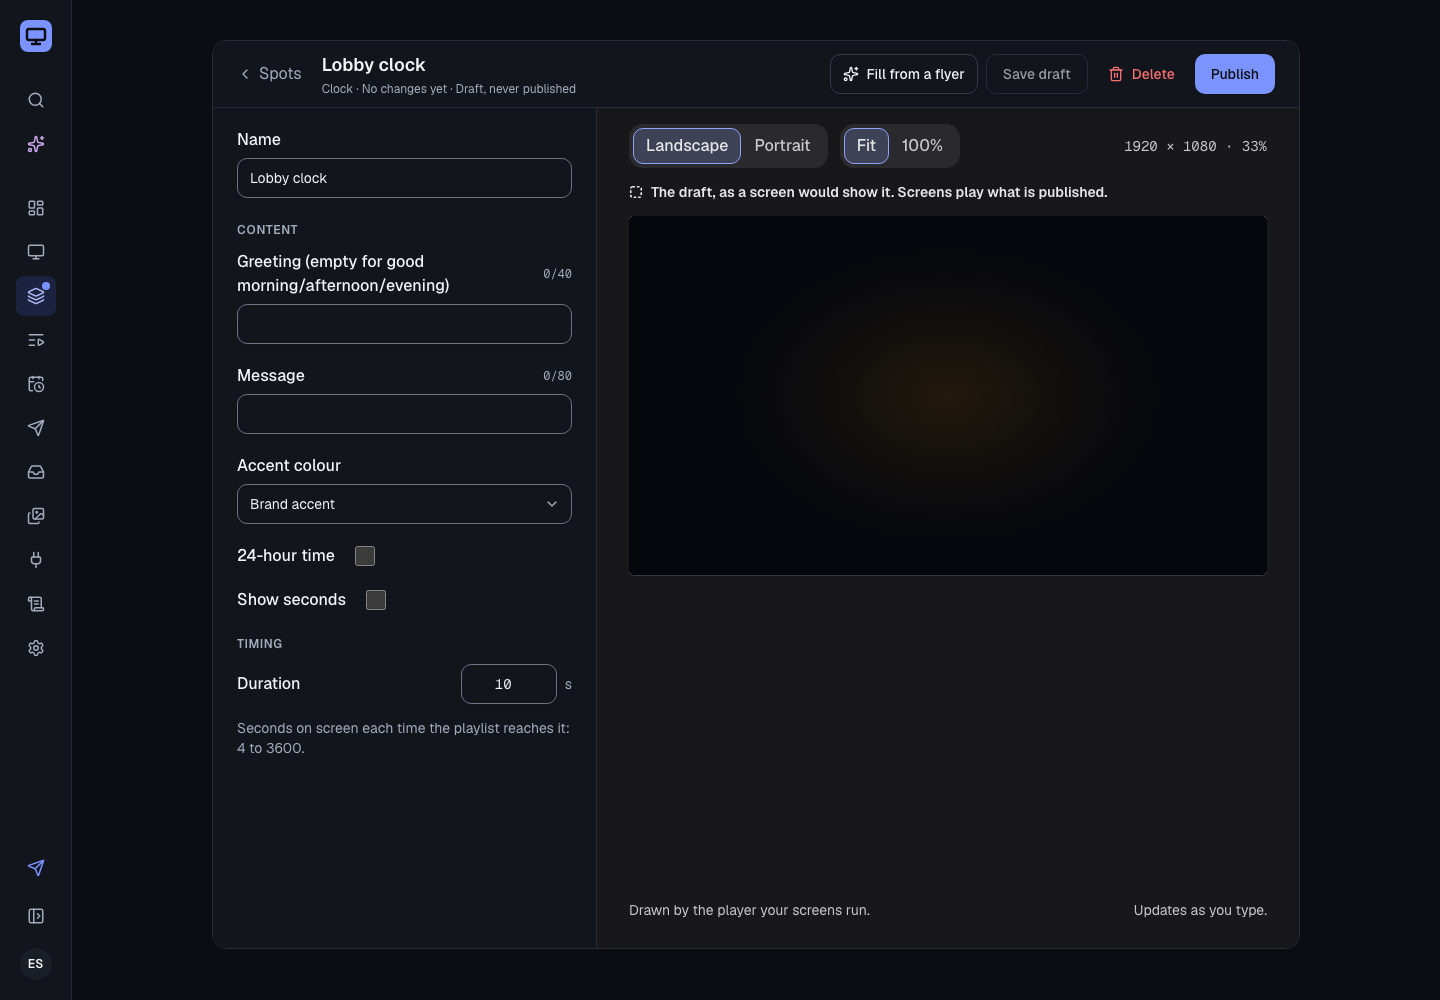 Spots
Lobby clock
Clock · No changes yet · Draft, never published
Fill from a flyer
Save draft
Delete
Publish
Name
Lobby clock
CONTENT
Greeting (empty for good
morning/afternoon/evening)
0/40
Message
0/80
Accent colour
Brand accent
24-hour time
Show seconds
TIMING
Duration
10
s
Seconds on screen each time the playlist reaches it:
4 to 3600.
Landscape
Portrait
Fit
100%
1920 × 1080 · 33%
The draft, as a screen would show it. Screens play what is published.
Drawn by the player your screens run.
Updates as you type.
ES